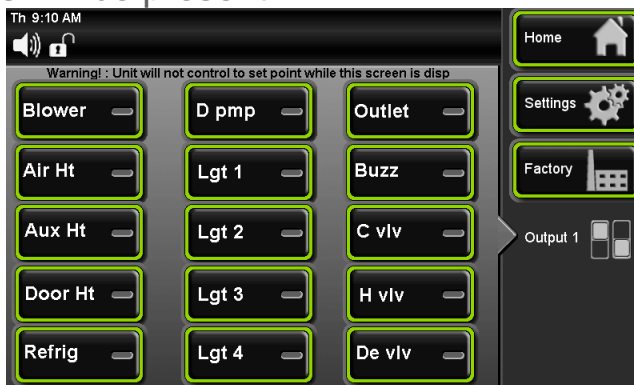 Th 9:10 AM
Home
Warning! : Unit will not control to set point while this screen is disp
Blower D pmp Outlet
Settings
Air Ht Lgt 1 Buzz
Factory
Aux Ht Lgt 2 C vlv
Output 1
Door Ht Lgt 3 H vlv
Refrig Lgt 4 De vlv